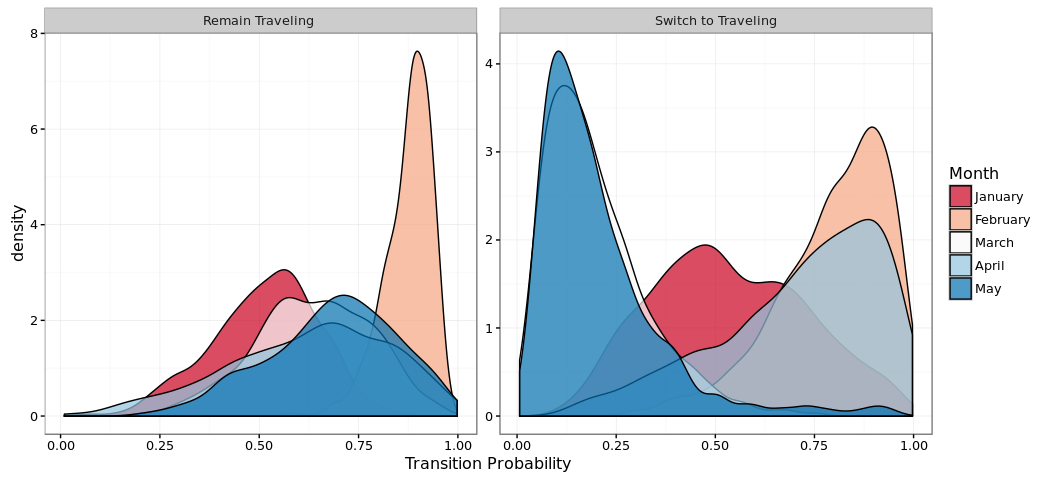 Remain Traveling
Switch to Traveling
8
6
4
2
0
4
3
2
1
0
density
0.00 0.25 0.50 0.75 1.00
0.00 0.25 0.50 0.75 1.00
Transition Probability
Month
January
February
March
April
May